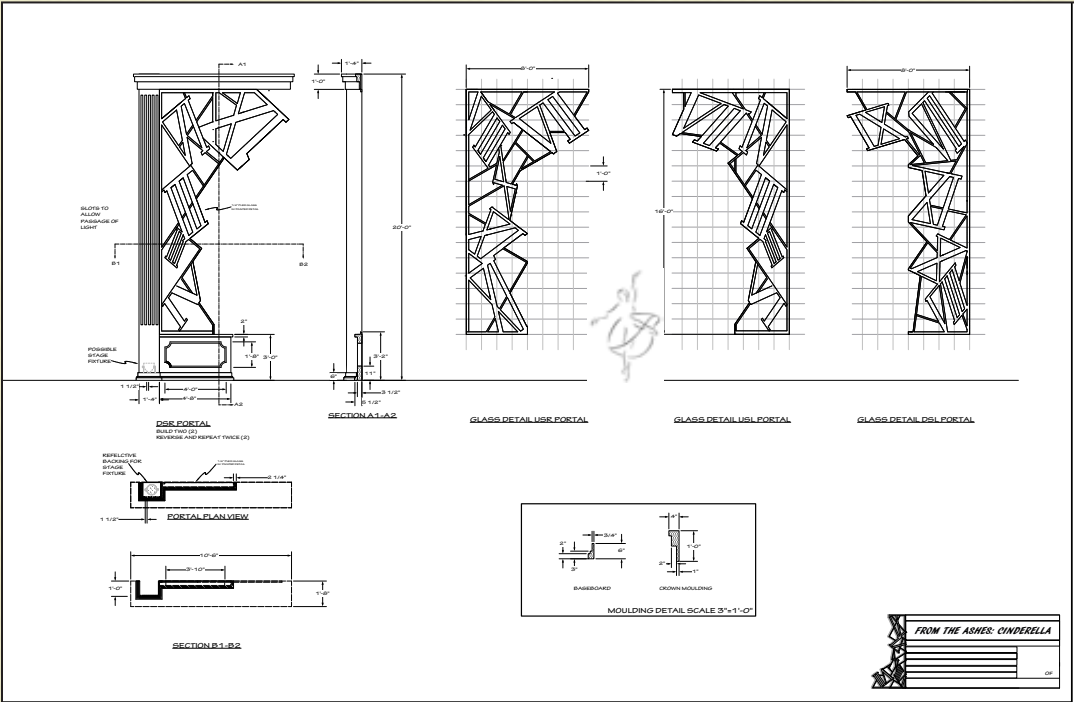 A1
1'-4"
1'-0"
8'-0"
8'-0"
1'-0"
SLOTS TO
ALLOW
PASSAGE OF
LIGHT
20'-0"
16'-0"
B1
B2
2"
POSSIBLE
STAGE
FIXTURE
1'-8"
3'-0"
3'-2"
6"
11"
1 1/2"
4'-0"
3 1/2"
1'-4"
4'-8"
A2
5 1/2"
SECTION A1-A2
DSR PORTAL
BUILD TWO (2)
REVERSE AND REPEAT TWICE (2)
GLASS DETAIL USR PORTAL
GLASS DETAIL USL PORTAL
GLASS DETAIL DSL PORTAL
REFELCTIVE
BACKING FOR
STAGE
FIXTURE
2 1/4"
1 1/2"
PORTAL PLAN VIEW
10'-6"
3'-10"
1'-0"
1'-8"
SECTION B1-B2
4"
3/4"
2"
6"
1'-0"
3"
2"
1"
BASEBOARD
CROWN MOULDING
MOULDING DETAIL SCALE 3"=1'-0"
FROM THE ASHES: CINDERELLA
OF